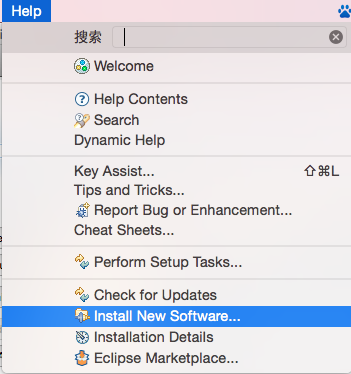 Help
搜索
Welcome
Help Contents
Search
Dynamic Help
Key Assist... ⇧⌘L
Tips and Tricks...
Report Bug or Enhancement...
Cheat Sheets...
Perform Setup Tasks...
Check for Updates
Install New Software...
Installation Details
Eclipse Marketplace...